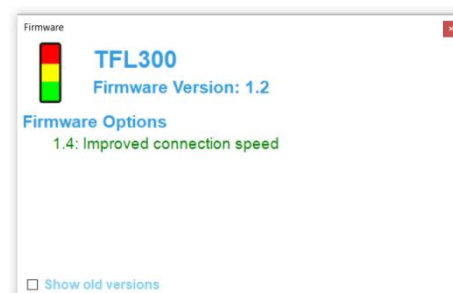 Firmware
TFL300
Firmware Version: 1.2
Firmware Options
1.4: Improved connection speed
Show old versions